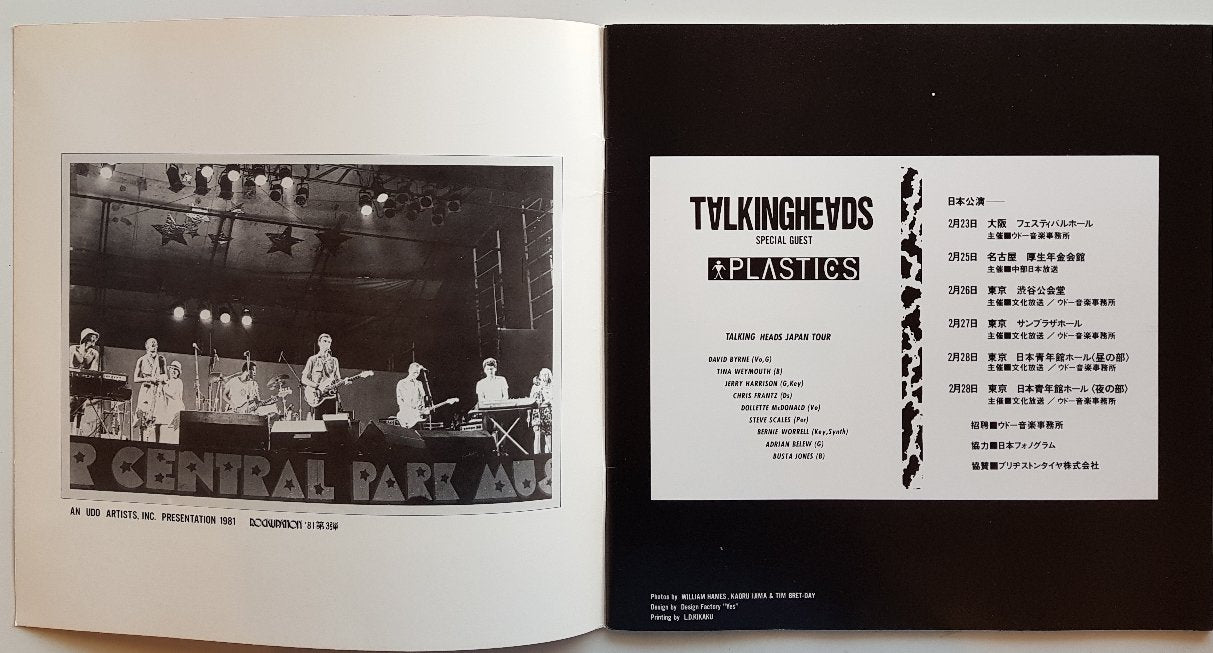 R CENTRAL PARK MUS
AN UDO ARTISTS, INC. PRESENTATION 1981 ROCKUPATION '81 第3弾
TALKING HEADS
SPECIAL GUEST
PLASTICS
TALKING HEADS JAPAN TOUR
DAVID BYRNE (Vo,G)
TINA WEYMOUTH (B)
JERRY HARRISON (G,Key)
CHRIS FRANTZ (Ds)
DOLLETTE McDONALD (Vo)
STEVE SCALES (Per)
BERNIE WORRELL (Key,Synth)
ADRIAN BELEW (G)
BUSTA JONES (B)
日本公演──
2月23日 大阪 フェスティバルホール
主催■ウドー音楽事務所
2月25日 名古屋 厚生年金会館
主催■中部日本放送
2月26日 東京 渋谷公会堂
主催■文化放送／ウドー音楽事務所
2月27日 東京 サンプラザホール
主催■文化放送／ウドー音楽事務所
2月28日 東京 日本青年館ホール(昼の部)
主催■文化放送／ウドー音楽事務所
2月28日 東京 日本青年館ホール(夜の部)
主催■文化放送／ウドー音楽事務所
招聘■ウドー音楽事務所
協力■日本フォノグラム
協賛■ブリヂストンタイヤ株式会社
Photos by WILLIAM HAMES, KAORU IJIMA & TIM BRET-DAY
Design by Design Factory "Yes"
Printing by L.D.KIKAKU